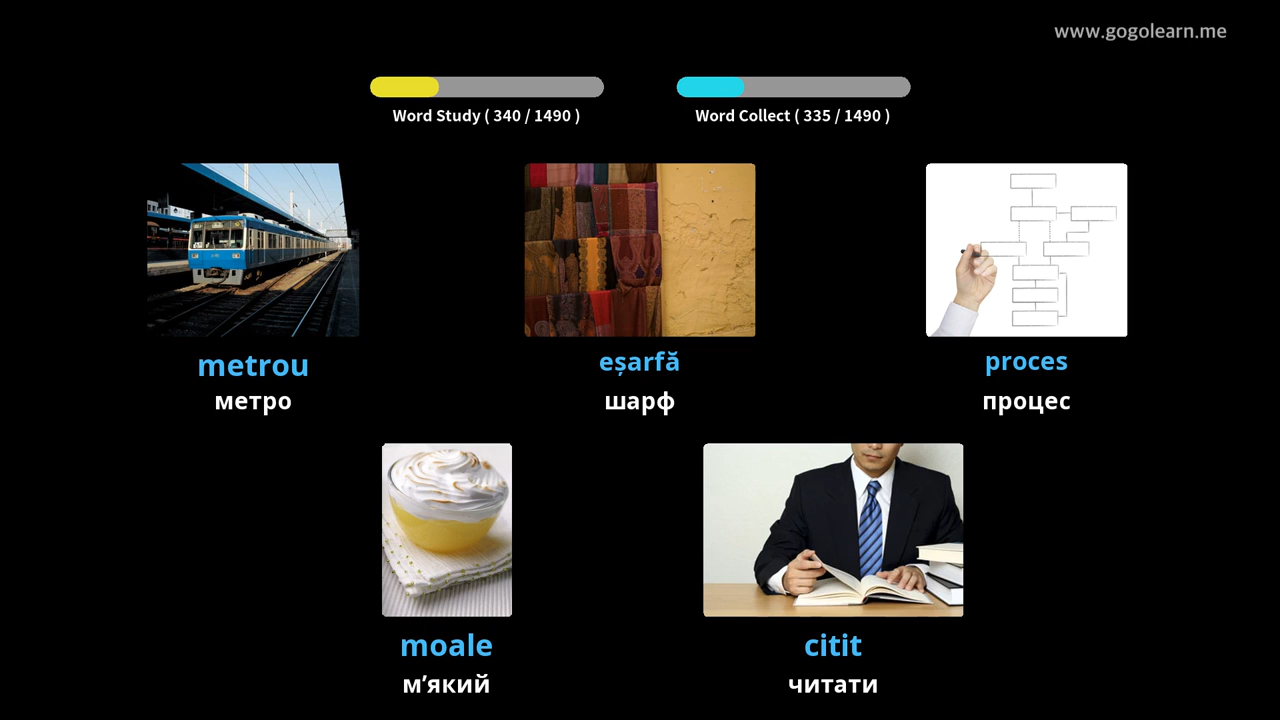 www.gogolearn.me
Word Study ( 340 / 1490 )
Word Collect ( 335 / 1490 )
metrou
метро
eșarfă
шарф
proces
процес
moale
м’який
citit
читати